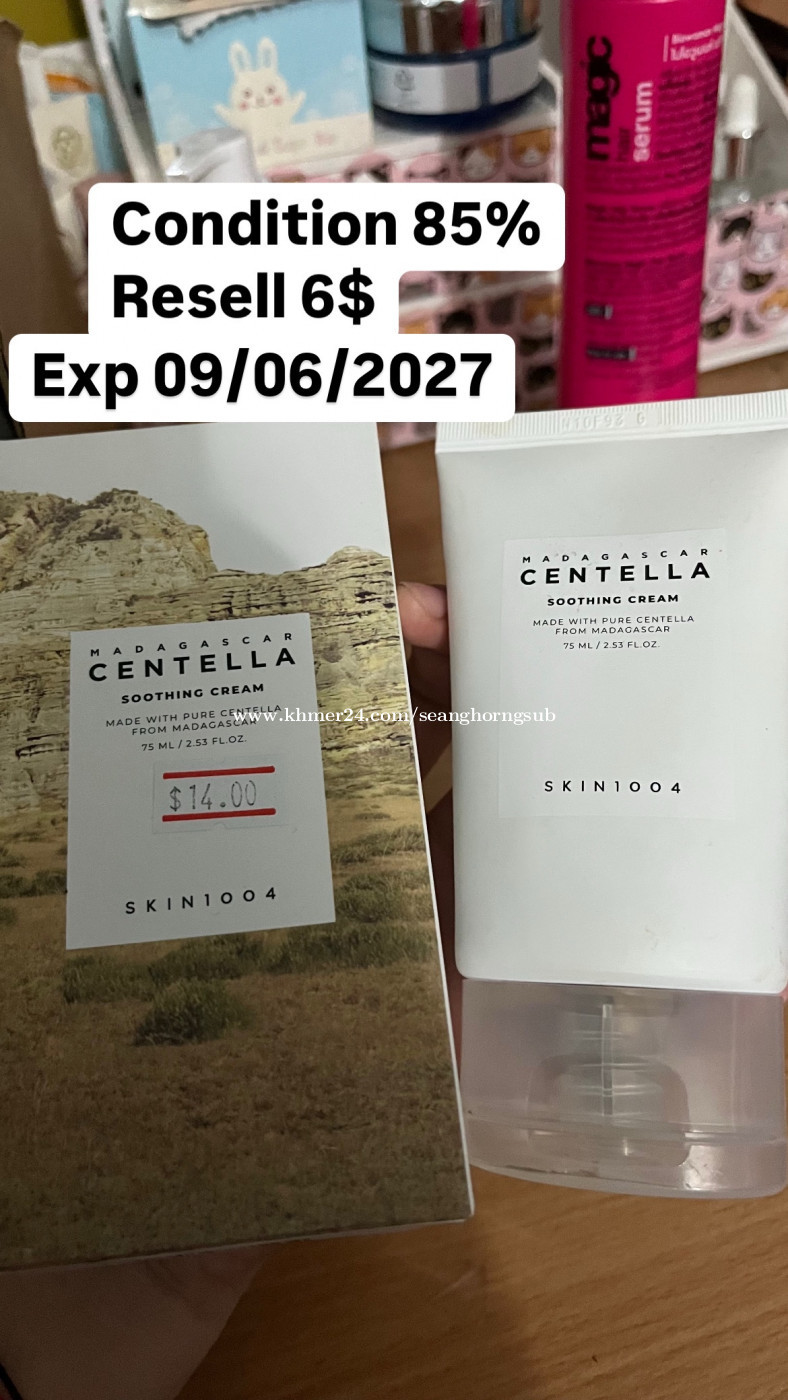 magic
hair
serum
Condition 85%
Resell 6$
Exp 09/06/2027
MADAGASCAR
CENTELLA
SOOTHING CREAM
MADE WITH PURE CENTELLA
FROM MADAGASCAR
75 ML / 2.53 FL.OZ.
$14.00
SKIN1004
MADAGASCAR
CENTELLA
SOOTHING CREAM
MADE WITH PURE CENTELLA
FROM MADAGASCAR
75 ML / 2.53 FL.OZ.
SKIN1004
www.khmer24.com/seanghorngsub